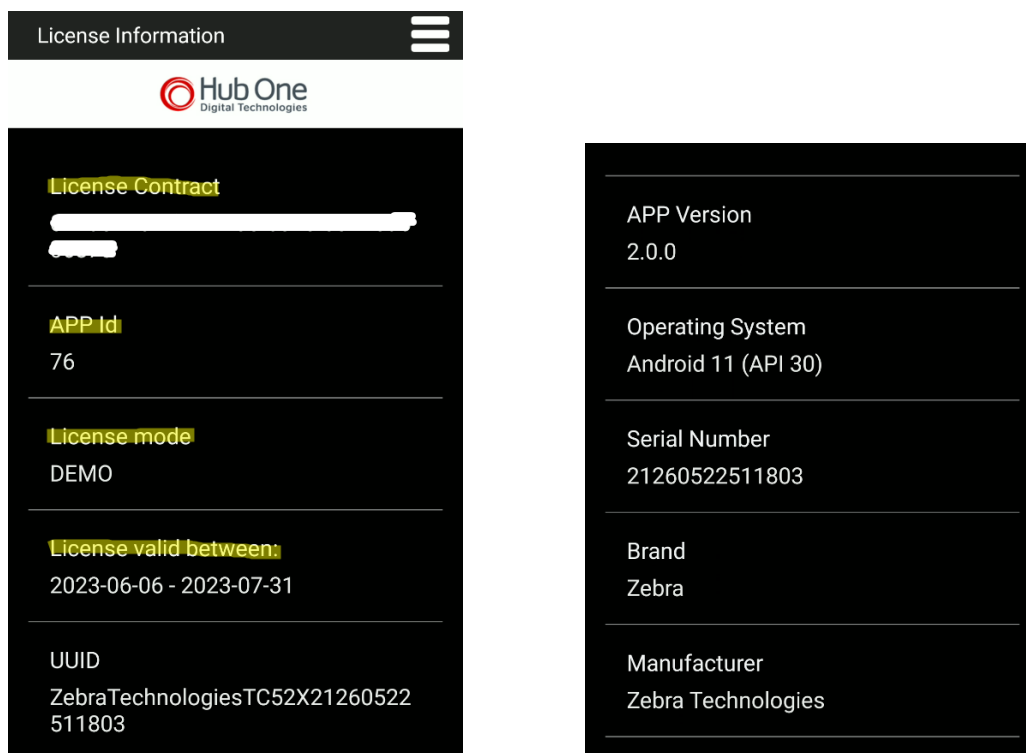 License Information
Hub One
Digital Technologies
License Contract
APP Id
76
License mode
DEMO
License valid between:
2023-06-06 - 2023-07-31
UUID
ZebraTechnologiesTC52X21260522
511803
APP Version
2.0.0
Operating System
Android 11 (API 30)
Serial Number
21260522511803
Brand
Zebra
Manufacturer
Zebra Technologies